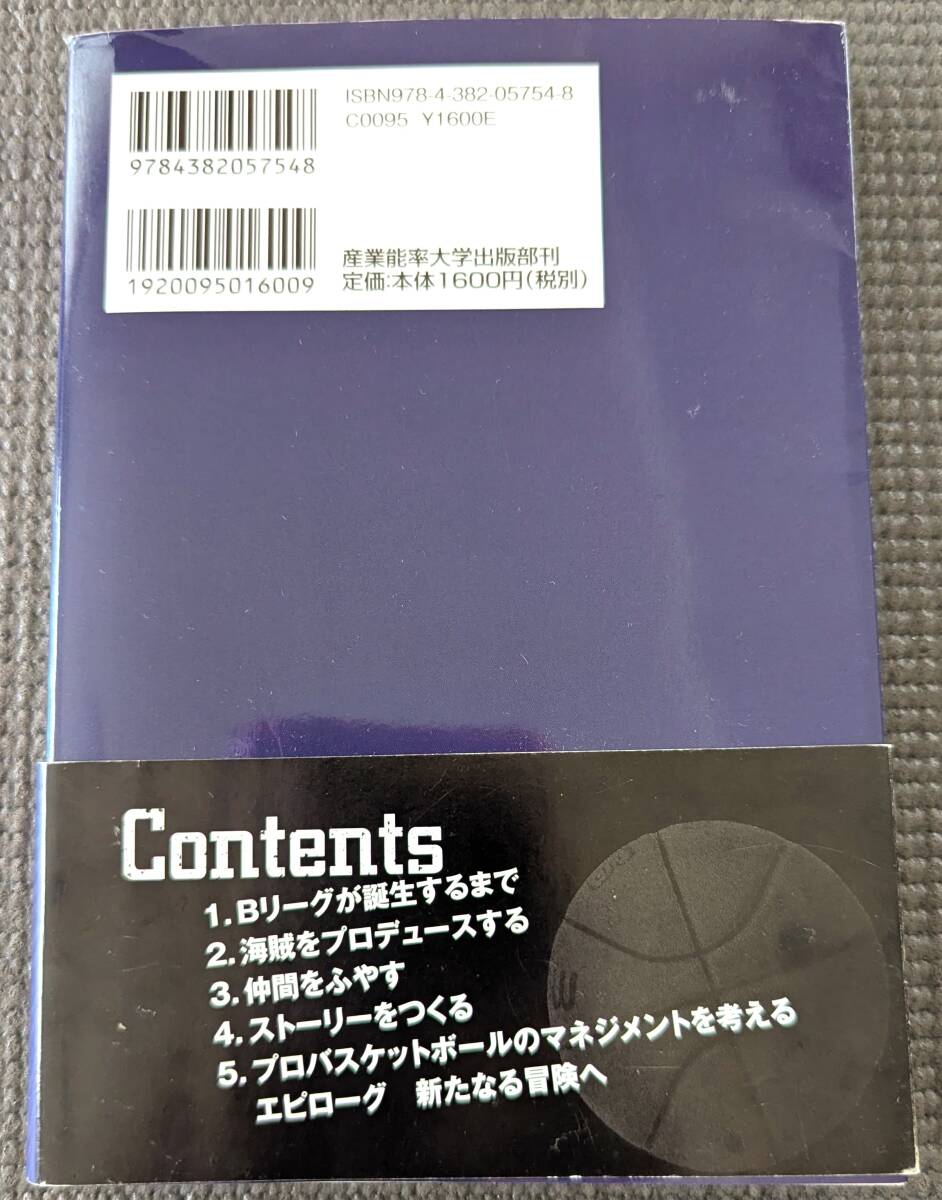 ISBN978-4-382-05754-8
C0095 Y1600E
9784382057548
1920095016009
産業能率大学出版部刊
定価:本体1600円(税別)
Contents
1.Bリーグが誕生するまで
2.海賊をプロデュースする
3.仲間をふやす
4.ストーリーをつくる
5.プロバスケットボールのマネジメントを考える
エピローグ 新たなる冒険へ